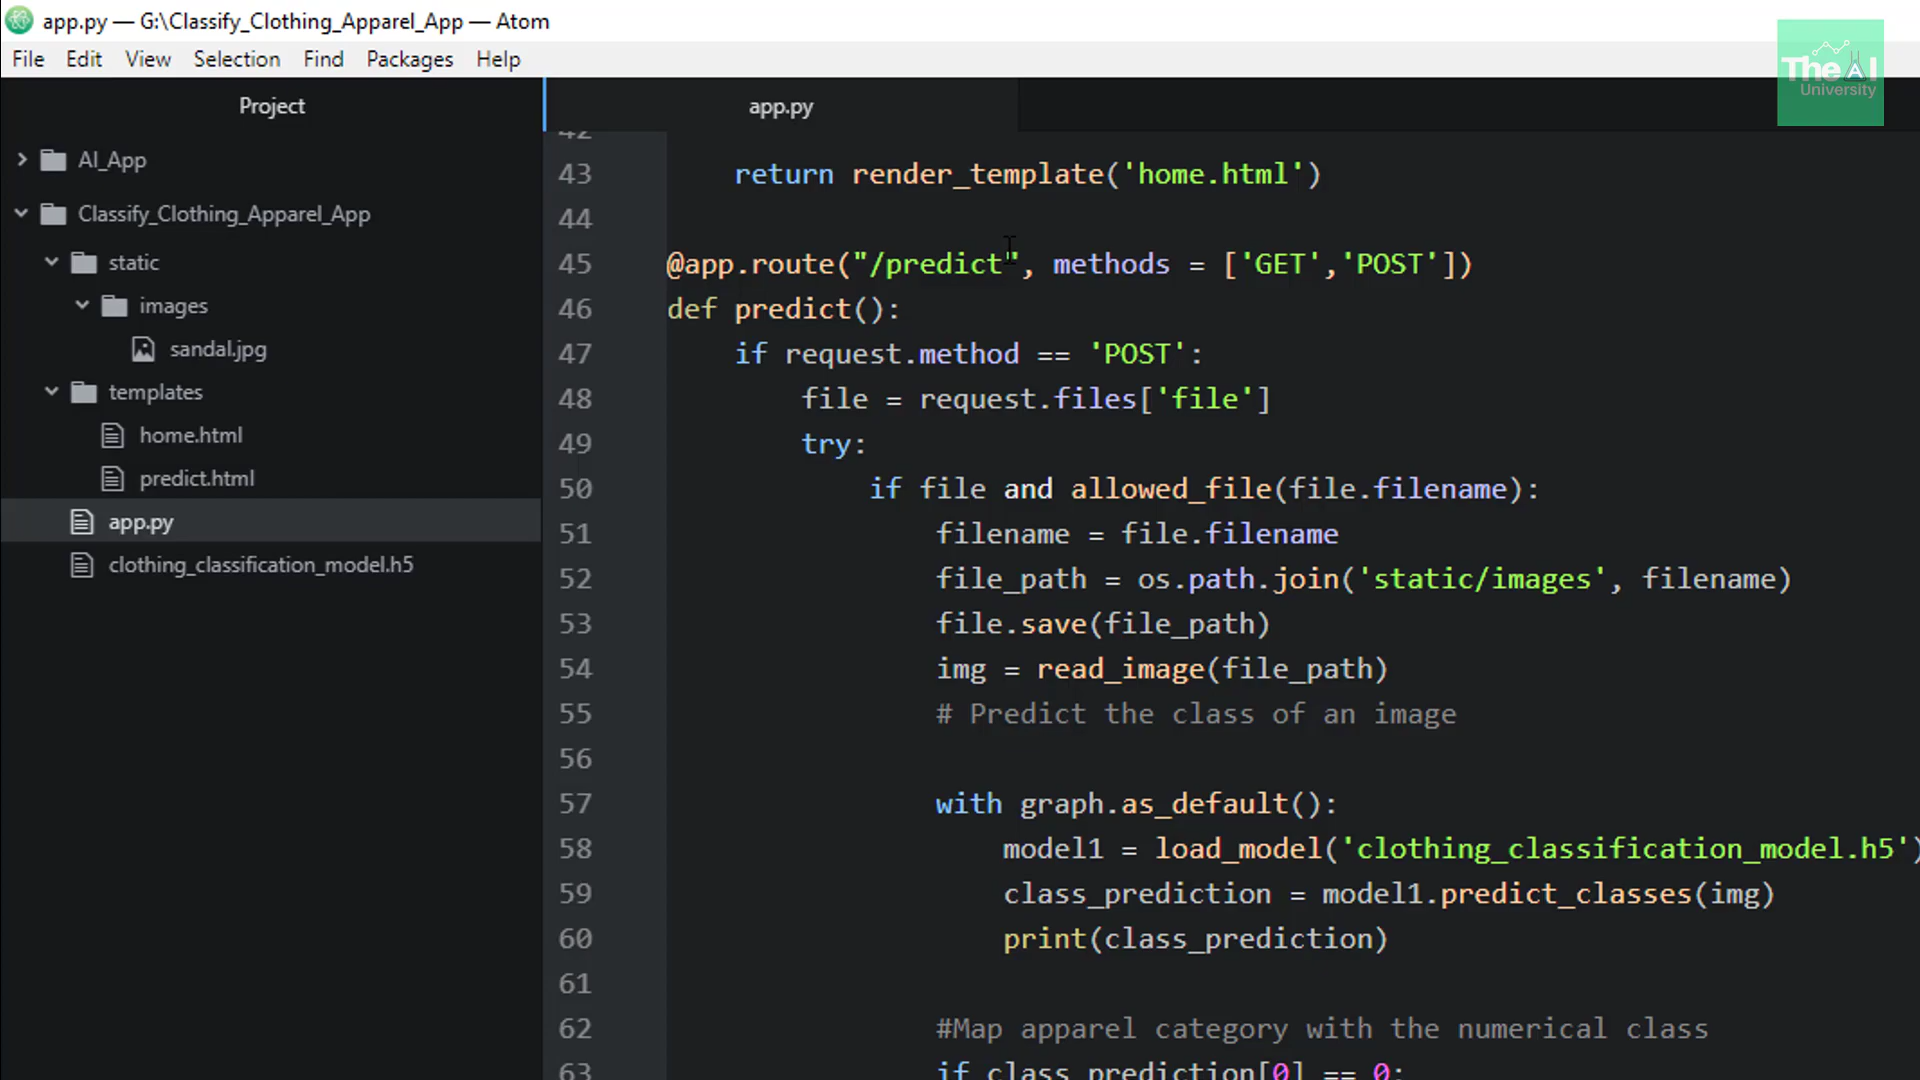 app.py — G:\Classify_Clothing_Apparel_App — Atom
File Edit View Selection Find Packages Help
The AI
University
Project
AI_App
Classify_Clothing_Apparel_App
static
images
sandal.jpg
templates
home.html
predict.html
app.py
clothing_classification_model.h5
app.py
42
43 return render_template('home.html')
44
45 @app.route("/predict", methods = ['GET','POST'])
46 def predict():
47 if request.method == 'POST':
48 file = request.files['file']
49 try:
50 if file and allowed_file(file.filename):
51 filename = file.filename
52 file_path = os.path.join('static/images', filename)
53 file.save(file_path)
54 img = read_image(file_path)
55 # Predict the class of an image
56
57 with graph.as_default():
58 model1 = load_model('clothing_classification_model.h5')
59 class_prediction = model1.predict_classes(img)
60 print(class_prediction)
61
62 #Map apparel category with the numerical class
63 if class_prediction[0] == 0: